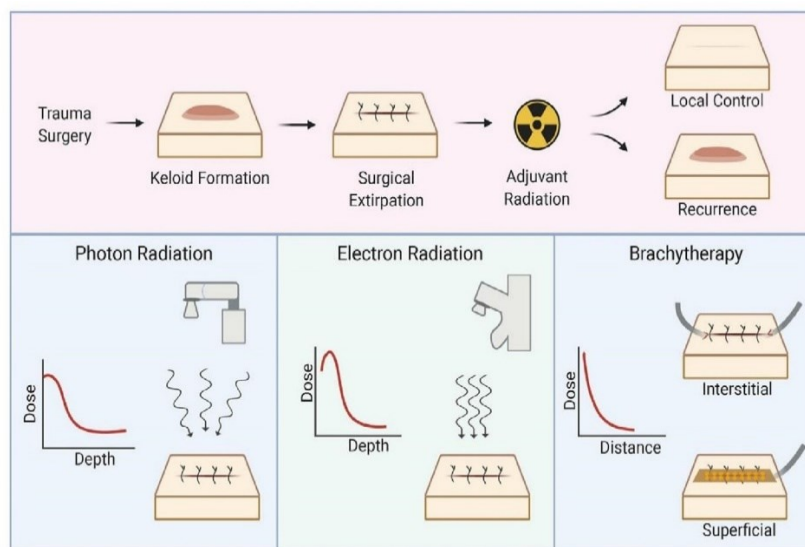 Trauma
Surgery
Keloid Formation
Surgical
Extirpation
Adjuvant
Radiation
Local Control
Recurrence
Photon Radiation
Dose
Depth
Electron Radiation
Dose
Depth
Brachytherapy
Dose
Distance
Interstitial
Superficial